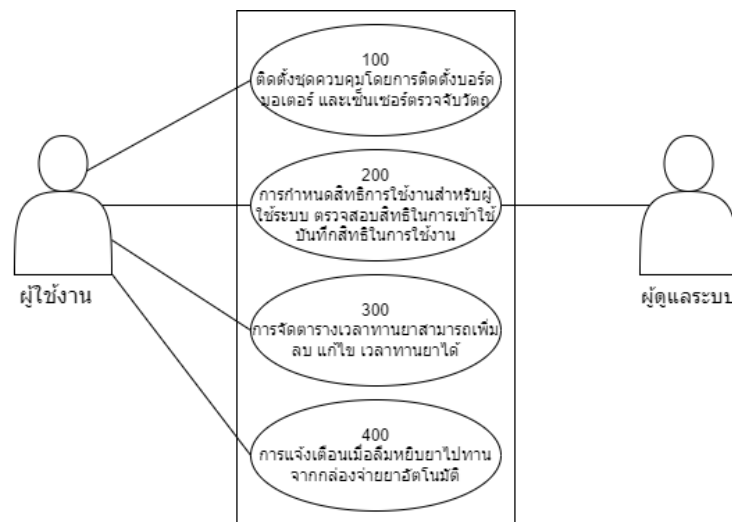 100
ติดตั้งชุดควบคุมโดยการติดตั้งบอร์ด
มอเตอร์ และเซ็นเซอร์ตรวจจับวัตถุ
200
การกำหนดสิทธิการใช้งานสำหรับผู้
ใช้ระบบ ตรวจสอบสิทธิในการเข้าใช้
บันทึกสิทธิในการใช้งาน
ผู้ใช้งาน
ผู้ดูแลระบบ
300
การจัดตารางเวลาทานยาสามารถเพิ่ม
ลบ แก้ไข เวลาทานยาได้
400
การแจ้งเตือนเมื่อลืมหยิบยาไปทาน
จากกล่องจ่ายยาอัตโนมัติ